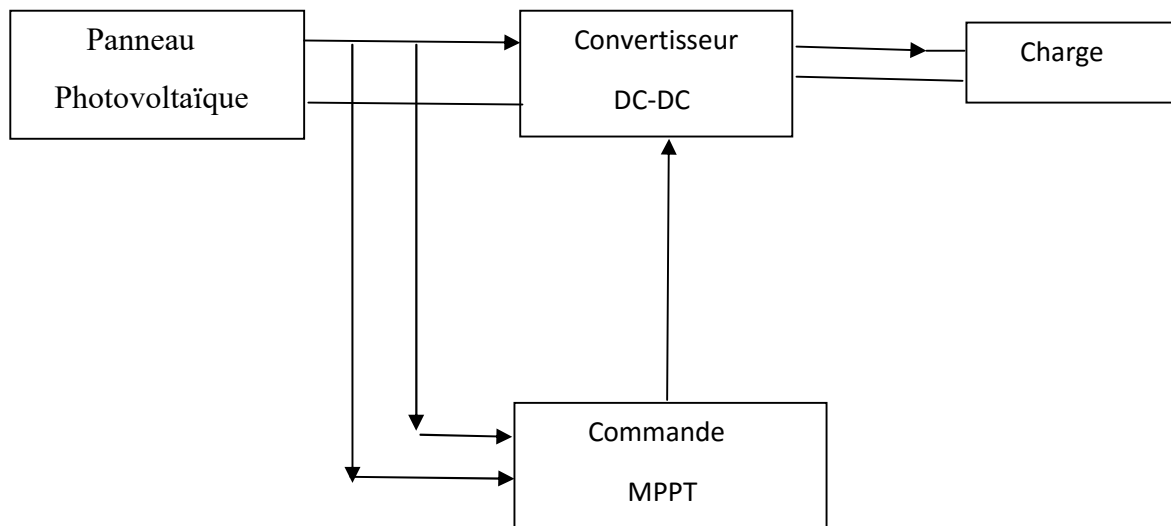 Panneau
Photovoltaïque
Convertisseur
DC-DC
Charge
Commande
MPPT